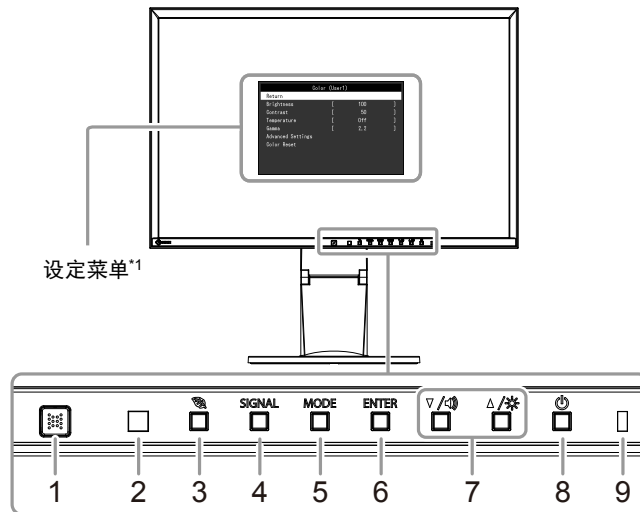 Color (User1)
Return
Brightness [ 100 ]
Contrast [ 50 ]
Temperature [ Off ]
Gamma [ 2.2 ]
Advanced Settings
Color Reset
设定菜单*1
SIGNAL MODE ENTER
1 2 3 4 5 6 7 8 9